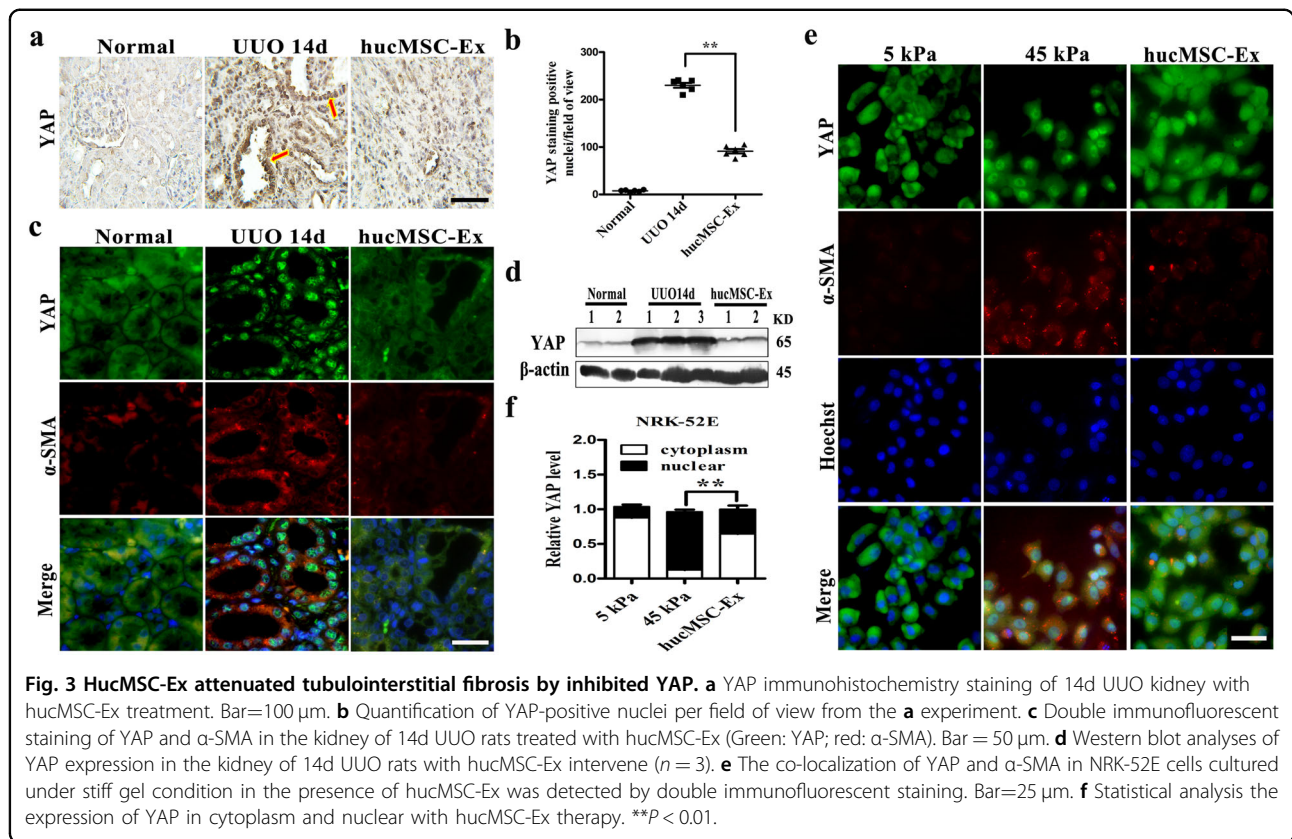 a
Normal UUO 14d hucMSC-Ex
YAP
b
YAP staining positive
nuclei/field of view
300
200
100
0
**
Normal
UUO 14d
hucMSC-Ex
c
Normal UUO 14d hucMSC-Ex
YAP
α-SMA
Merge
d
Normal UUO14d hucMSC-Ex
1 2 1 2 3 1 2 KD
YAP 65
β-actin 45
f
NRK-52E
Relative YAP level
2.0
1.5
1.0
0.5
0.0
cytoplasm
nuclear
**
5 kPa
45 kPa
hucMSC-Ex
e
5 kPa 45 kPa hucMSC-Ex
YAP
α-SMA
Hoechst
Merge
Fig. 3 HucMSC-Ex attenuated tubulointerstitial fibrosis by inhibited YAP. a YAP immunohistochemistry staining of 14d UUO kidney with
hucMSC-Ex treatment. Bar=100 μm. b Quantification of YAP-positive nuclei per field of view from the a experiment. c Double immunofluorescent
staining of YAP and α-SMA in the kidney of 14d UUO rats treated with hucMSC-Ex (Green: YAP; red: α-SMA). Bar = 50 μm. d Western blot analyses of
YAP expression in the kidney of 14d UUO rats with hucMSC-Ex intervene (n = 3). e The co-localization of YAP and α-SMA in NRK-52E cells cultured
under stiff gel condition in the presence of hucMSC-Ex was detected by double immunofluorescent staining. Bar=25 μm. f Statistical analysis the
expression of YAP in cytoplasm and nuclear with hucMSC-Ex therapy. **P < 0.01.